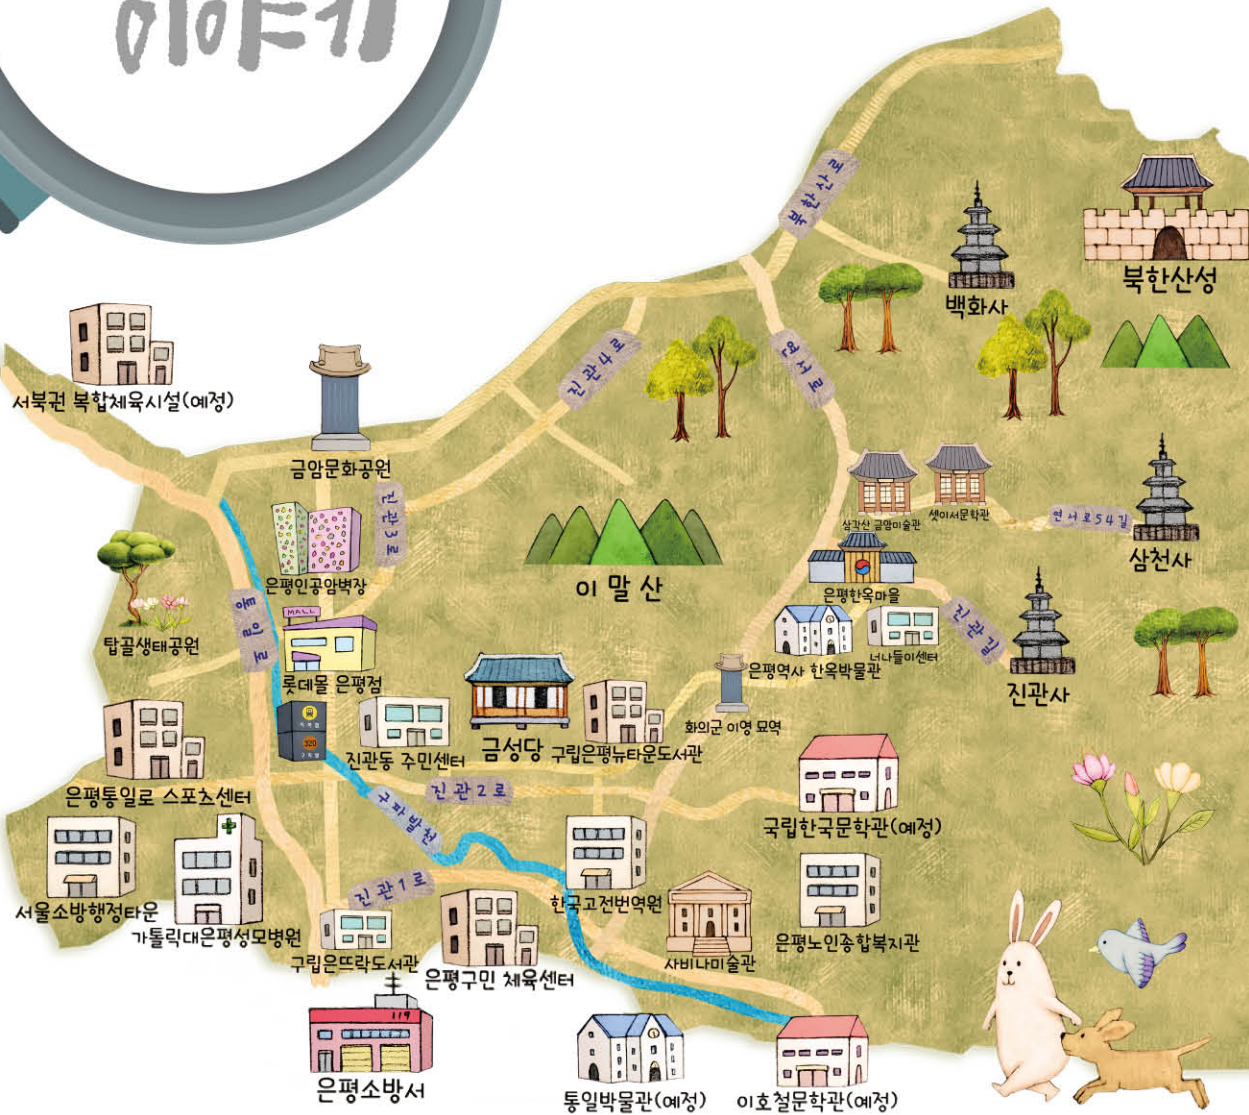 이야기
북한산로
북한산성
백화사
서북권 복합체육시설(예정)
진관4로
연서로
금암문화공원
진관3로
삼각산 금암미술관
셋이서문학관
연서로54길
삼천사
은평인공암벽장
이말산
은평한옥마을
통일로
MALL
탑골생태공원
진관길
롯데몰 은평점
은평역사 한옥박물관
너나들이센터
진관사
320
화의군 이영 묘역
진관동 주민센터
금성당
구립은평뉴타운도서관
은평통일로 스포츠센터
진관2로
구파발천
국립한국문학관(예정)
진관1로
서울소방행정타운
가톨릭대은평성모병원
한국고전번역원
은평노인종합복지관
구립은뜨락도서관
은평구민 체육센터
사비나미술관
119
은평소방서
통일박물관(예정)
이호철문학관(예정)